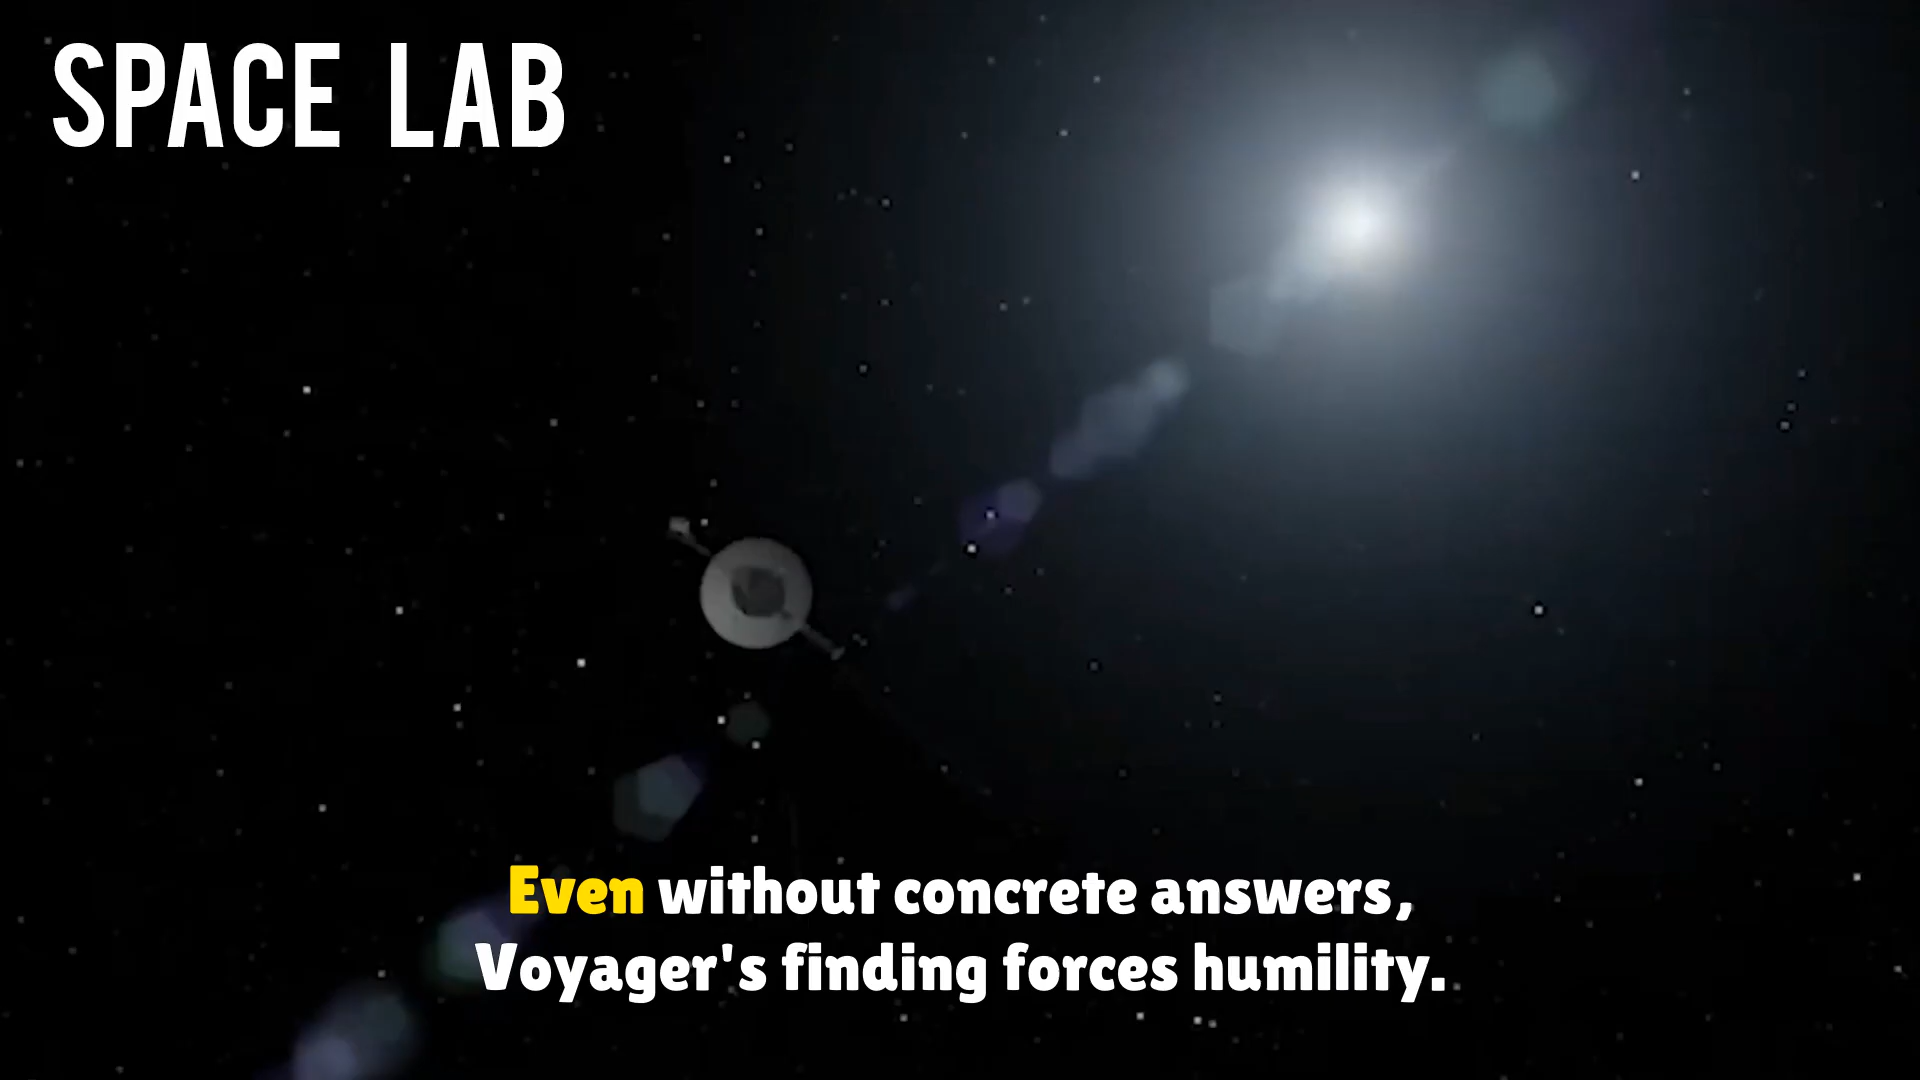 SPACE LAB
Even without concrete answers,
Voyager's finding forces humility.